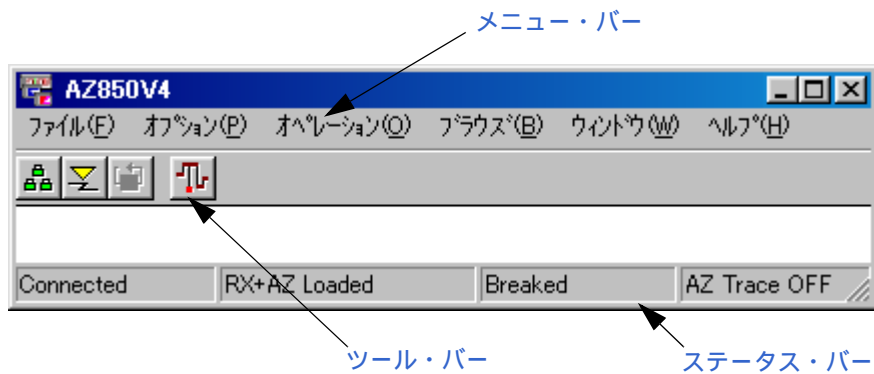 メニュー・バー
AZ850V4
ﾌｧｲﾙ(F) ｵﾌﾟｼｮﾝ(P) ｵﾍﾟﾚｰｼｮﾝ(O) ﾌﾞﾗｳｽﾞ(B) ｳｨﾝﾄﾞｳ(W) ﾍﾙﾌﾟ(H)
Connected RX+AZ Loaded Breaked AZ Trace OFF
ツール・バー ステータス・バー